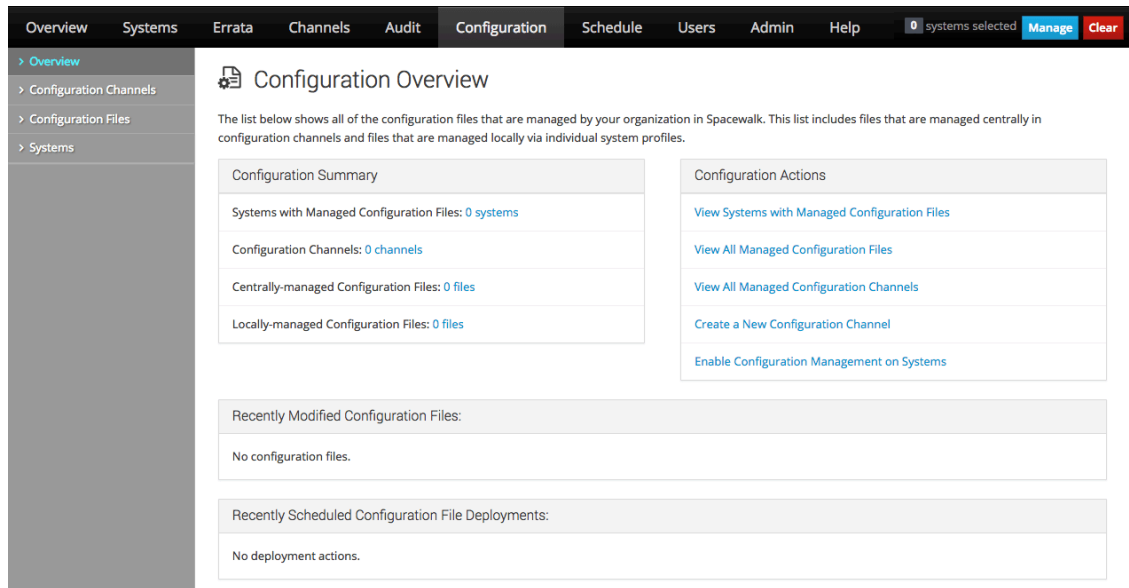 Overview Systems Errata Channels Audit Configuration Schedule Users Admin Help 0 systems selected Manage Clear
> Overview
> Configuration Channels
> Configuration Files
> Systems
Configuration Overview
The list below shows all of the configuration files that are managed by your organization in Spacewalk. This list includes files that are managed centrally in
configuration channels and files that are managed locally via individual system profiles.
Configuration Summary
Systems with Managed Configuration Files: 0 systems
Configuration Channels: 0 channels
Centrally-managed Configuration Files: 0 files
Locally-managed Configuration Files: 0 files
Configuration Actions
View Systems with Managed Configuration Files
View All Managed Configuration Files
View All Managed Configuration Channels
Create a New Configuration Channel
Enable Configuration Management on Systems
Recently Modified Configuration Files:
No configuration files.
Recently Scheduled Configuration File Deployments:
No deployment actions.